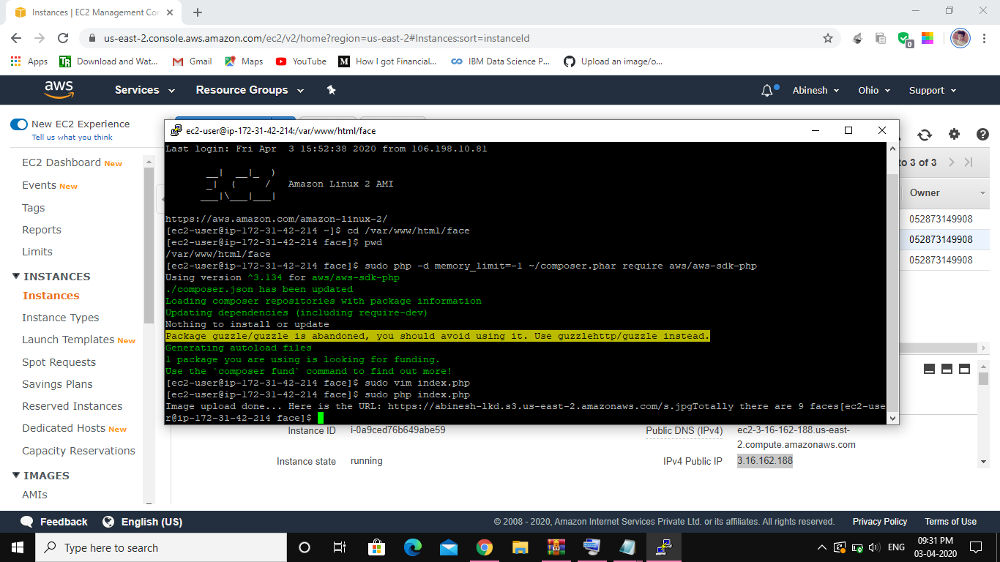 Instances | EC2 Management Con
us-east-2.console.aws.amazon.com/ec2/v2/home?region=us-east-2#Instances:sort=instanceId
0
Apps
TR
Download and Wat...
Gmail
Maps
YouTube
M
How I got Financial...
IBM Data Science P...
Upload an image/o...
aws
Services
Resource Groups
Abinesh
Ohio
Support
New EC2 Experience
Tell us what you think
EC2 Dashboard New
Events New
Tags
Reports
Limits
INSTANCES
Instances
Instance Types
Launch Templates New
Spot Requests
Savings Plans
Reserved Instances
Dedicated Hosts New
Capacity Reservations
IMAGES
AMIs
ec2-user@ip-172-31-42-214:/var/www/html/face
Last login: Fri Apr  3 15:52:38 2020 from 106.198.10.81
       __|  __|_  )
       _|  (     /   Amazon Linux 2 AMI
      ___|\___|___|
https://aws.amazon.com/amazon-linux-2/
[ec2-user@ip-172-31-42-214 ~]$ cd /var/www/html/face
[ec2-user@ip-172-31-42-214 face]$ pwd
/var/www/html/face
[ec2-user@ip-172-31-42-214 face]$ sudo php -d memory_limit=-1 ~/composer.phar require aws/aws-sdk-php
Using version ^3.134 for aws/aws-sdk-php
./composer.json has been updated
Loading composer repositories with package information
Updating dependencies (including require-dev)
Nothing to install or update
Package guzzle/guzzle is abandoned, you should avoid using it. Use guzzlehttp/guzzle instead.
Generating autoload files
1 package you are using is looking for funding.
Use the `composer fund` command to find out more!
[ec2-user@ip-172-31-42-214 face]$ sudo vim index.php
[ec2-user@ip-172-31-42-214 face]$ sudo php index.php
Image upload done... Here is the URL: https://abinesh-lkd.s3.us-east-2.amazonaws.com/s.jpgTotally there are 9 faces[ec2-use
r@ip-172-31-42-214 face]$
to 3 of 3
Owner
052873149908
052873149908
052873149908
Instance ID
i-0a9ced76b649abe59
Public DNS (IPv4)
ec2-3-16-162-188.us-east-
2.compute.amazonaws.com
Instance state
running
IPv4 Public IP
3.16.162.188
Feedback
English (US)
© 2008 - 2020, Amazon Internet Services Private Ltd. or its affiliates. All rights reserved.
Privacy Policy
Terms of Use
Type here to search
ENG
09:31 PM
03-04-2020